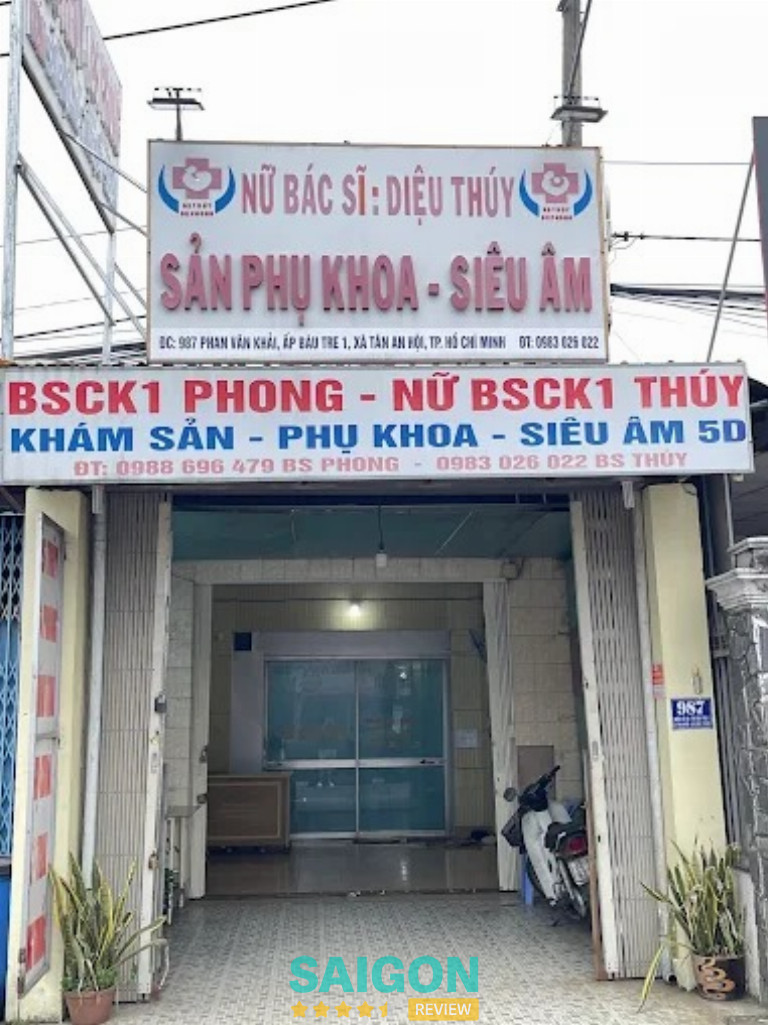 NỮ BÁC SĨ: DIỆU THÚY
SẢN PHỤ KHOA - SIÊU ÂM
ĐC: 987 PHAN VĂN KHẢI, ẤP BÀU TRE 1, XÃ TÂN AN HỘI, TP. HỒ CHÍ MINH ĐT: 0983 026 022
BSCK1 PHONG - NỮ BSCK1 THÚY
KHÁM SẢN - PHỤ KHOA - SIÊU ÂM 5D
ĐT: 0988 696 479 BS PHONG - 0983 026 022 BS THÚY
987
SAIGON
REVIEW